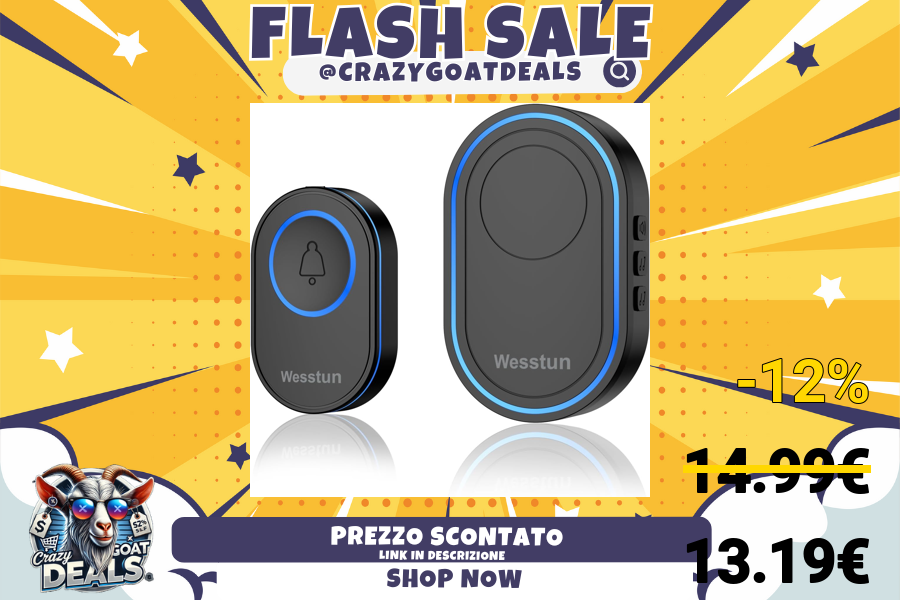 FLASH SALE
@CRAZYGOATDEALS
Wesstun
Wesstun
-12%
14.99€
13.19€
PREZZO SCONTATO
LINK IN DESCRIZIONE
SHOP NOW
$
52%
Crazy
GOAT
DEALS